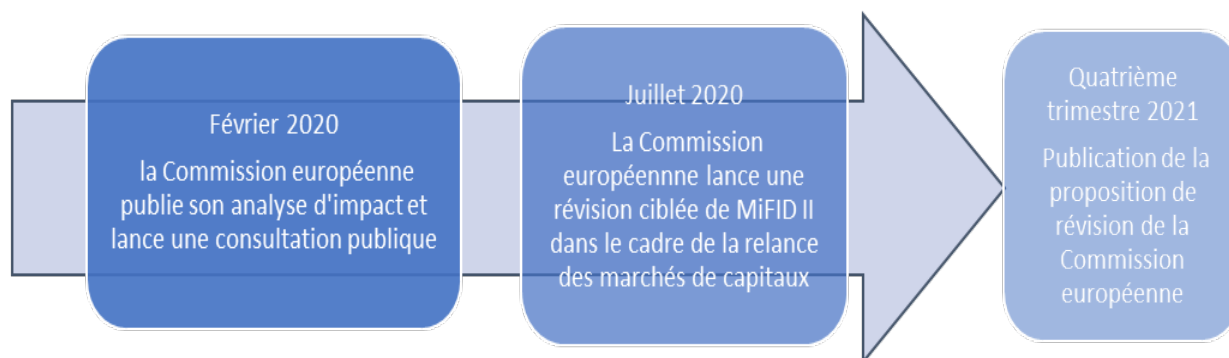 Février 2020
la Commission européenne
publie son analyse d'impact et
lance une consultation publique
Juillet 2020
La Commission
européennne lance une
révision ciblée de MiFID II
dans le cadre de la relance
des marchés de capitaux
Quatrième
trimestre 2021
Publication de la
proposition de
révision de la
Commission
européenne